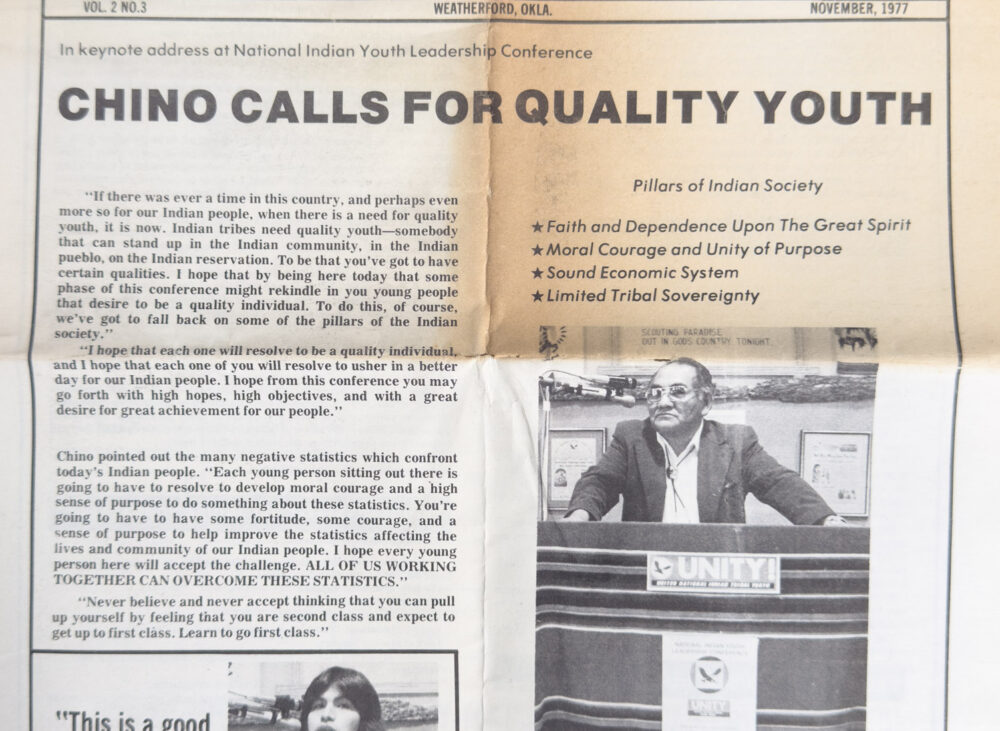 VOL. 2 NO.3 WEATHERFORD, OKLA. NOVEMBER, 1977
In keynote address at National Indian Youth Leadership Conference
CHINO CALLS FOR QUALITY YOUTH
"If there was ever a time in this country, and perhaps even
more so for our Indian people, when there is a need for quality
youth, it is now. Indian tribes need quality youth—somebody
that can stand up in the Indian community, in the Indian
pueblo, on the Indian reservation. To be that you've got to have
certain qualities. I hope that by being here today that some
phase of this conference might rekindle in you young people
that desire to be a quality individual. To do this, of course,
we've got to fall back on some of the pillars of the Indian
society."
"I hope that each one will resolve to be a quality individual,
and I hope that each one of you will resolve to usher in a better
day for our Indian people. I hope from this conference you may
go forth with high hopes, high objectives, and with a great
desire for great achievement for our people."
Chino pointed out the many negative statistics which confront
today's Indian people. "Each young person sitting out there is
going to have to resolve to develop moral courage and a high
sense of purpose to do something about these statistics. You're
going to have to have some fortitude, some courage, and a
sense of purpose to help improve the statistics affecting the
lives and community of our Indian people. I hope every young
person here will accept the challenge. ALL OF US WORKING
TOGETHER CAN OVERCOME THESE STATISTICS."
"Never believe and never accept thinking that you can pull
up yourself by feeling that you are second class and expect to
get up to first class. Learn to go first class."
"This is a good
Pillars of Indian Society
★Faith and Dependence Upon The Great Spirit
★Moral Courage and Unity of Purpose
★Sound Economic System
★Limited Tribal Sovereignty
SCOUTING PARADISE
OUT IN GODS COUNTRY TONIGHT.
UNITY!
UNITED NATIONAL INDIAN TRIBAL YOUTH
NATIONAL INDIAN YOUTH
LEADERSHIP CONFERENCE
UNITY